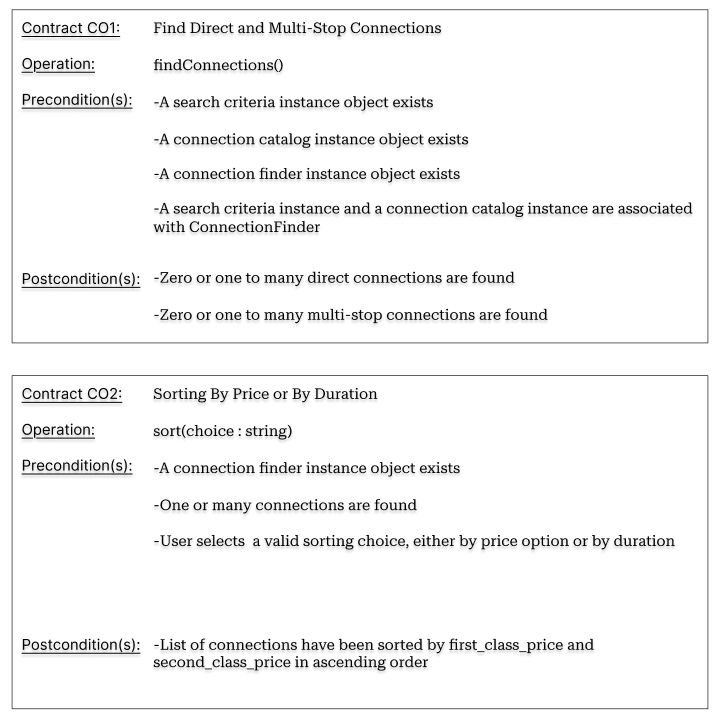 Contract CO1: Find Direct and Multi-Stop Connections
Operation: findConnections()
Precondition(s): -A search criteria instance object exists
-A connection catalog instance object exists
-A connection finder instance object exists
-A search criteria instance and a connection catalog instance are associated
with ConnectionFinder
Postcondition(s): -Zero or one to many direct connections are found
-Zero or one to many multi-stop connections are found
Contract CO2: Sorting By Price or By Duration
Operation: sort(choice : string)
Precondition(s): -A connection finder instance object exists
-One or many connections are found
-User selects  a valid sorting choice, either by price option or by duration
Postcondition(s): -List of connections have been sorted by first_class_price and
second_class_price in ascending order